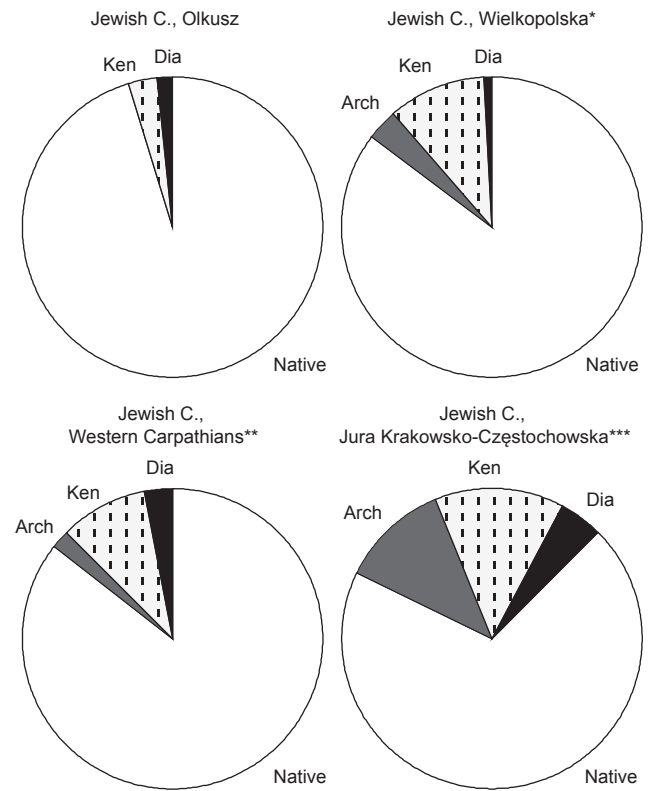 Jewish C., Olkusz
Ken
Dia
Native
Jewish C., Wielkopolska*
Arch
Ken
Dia
Native
Jewish C.,
Western Carpathians**
Arch
Ken
Dia
Native
Jewish C.,
Jura Krakowsko-Częstochowska***
Arch
Ken
Dia
Native